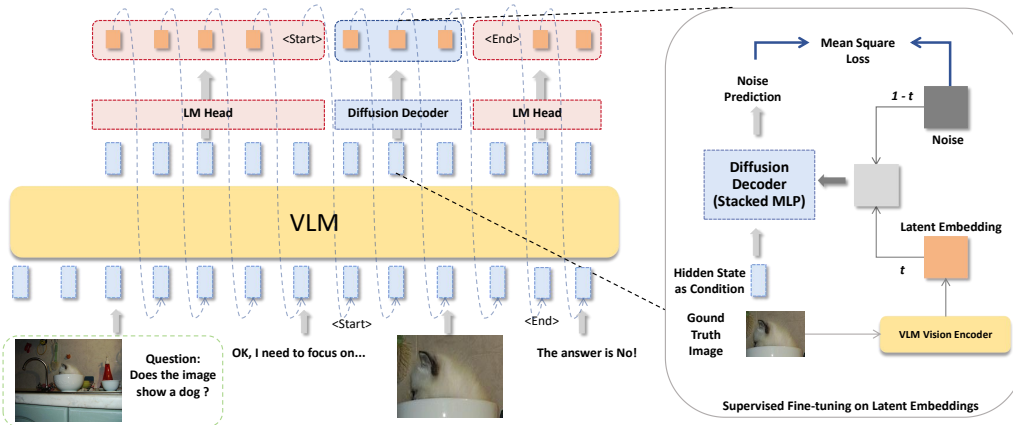 <Start>
<End>
LM Head
Diffusion Decoder
LM Head
VLM
<Start>
<End>
Question:
Does the image
show a dog ?
OK, I need to focus on...
The answer is No!
Mean Square
Loss
Noise
Prediction
1 - t
Noise
Diffusion
Decoder
(Stacked MLP)
Latent Embedding
t
Hidden State
as Condition
Gound
Truth
Image
VLM Vision Encoder
Supervised Fine-tuning on Latent Embeddings